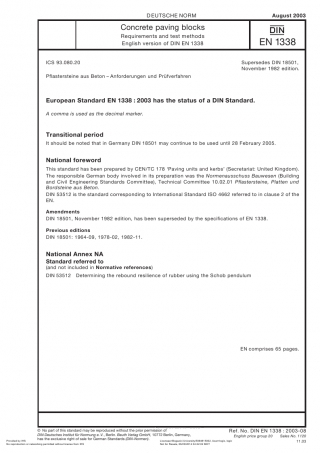 DEUTSCHE NORM
August 2003
Concrete paving blocks
Requirements and test methods
English version of DIN EN 1338
DIN
EN 1338
ICS 93.080.20
Supersedes DIN 18501,
November 1982 edition.
Pflastersteine aus Beton – Anforderungen und Prüfverfahren
European Standard EN 1338 : 2003 has the status of a DIN Standard.
A comma is used as the decimal marker.
Transitional period
It should be noted that in Germany DIN 18501 may continue to be used until 28 February 2005.
National foreword
This standard has been prepared by CEN/TC 178 'Paving units and kerbs' (Secretariat: United Kingdom).
The responsible German body involved in its preparation was the Normenausschuss Bauwesen (Building
and Civil Engineering Standards Committee), Technical Committee 10.02.01 Pflastersteine, Platten und
Bordsteine aus Beton.
DIN 53512 is the standard corresponding to International Standard ISO 4662 referred to in clause 2 of the
EN.
Amendments
DIN 18501, November 1982 edition, has been superseded by the specifications of EN 1338.
Previous editions
DIN 18501: 1964-09, 1978-02, 1982-11.
National Annex NA
Standard referred to
(and not included in Normative references)
DIN 53512 Determining the rebound resilience of rubber using the Schob pendulum
EN comprises 65 pages.
© No part of this standard may be reproduced without the prior permission of
DIN Deutsches Institut für Normung e. V., Berlin. Beuth Verlag GmbH, 10772 Berlin, Germany,
has the exclusive right of sale for German Standards (DIN-Normen).
Ref. No. DIN EN 1338 : 2003-08
English price group 20 Sales No. 1120
11.03